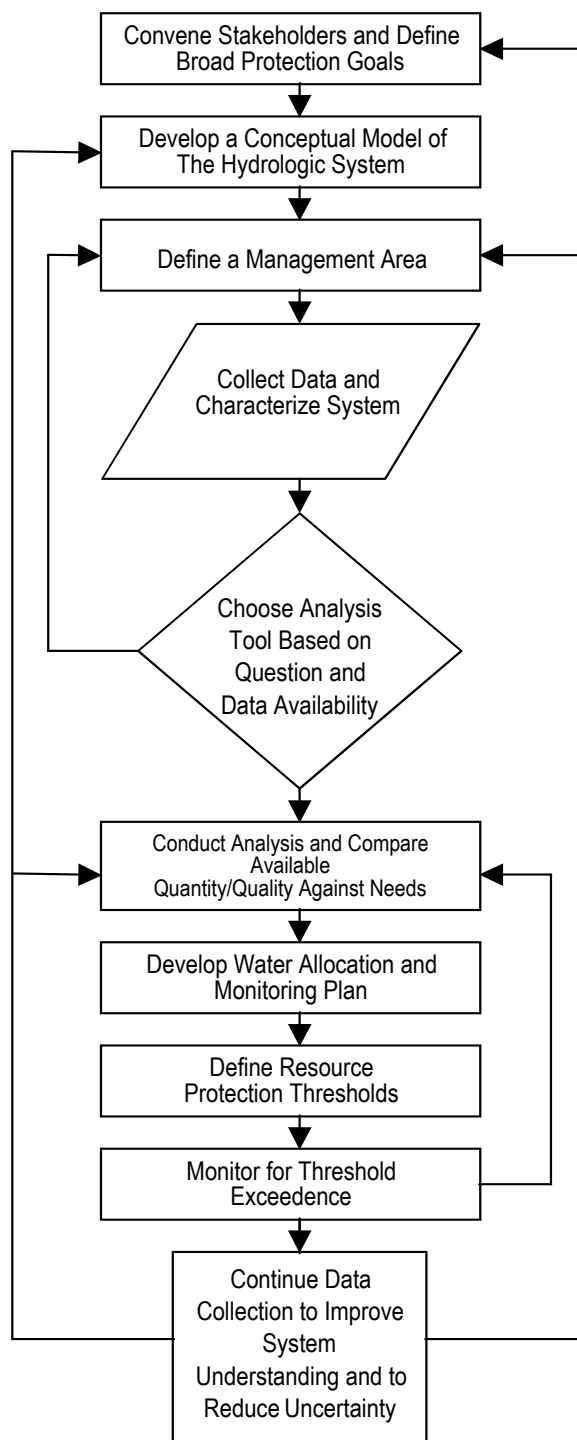 Convene Stakeholders and Define
Broad Protection Goals
Develop a Conceptual Model of
The Hydrologic System
Define a Management Area
Collect Data and
Characterize System
Choose Analysis
Tool Based on
Question and
Data Availability
Conduct Analysis and Compare
Available
Quantity/Quality Against Needs
Develop Water Allocation and
Monitoring Plan
Define Resource
Protection Thresholds
Monitor for Threshold
Exceedence
Continue Data
Collection to Improve
System
Understanding and to
Reduce Uncertainty